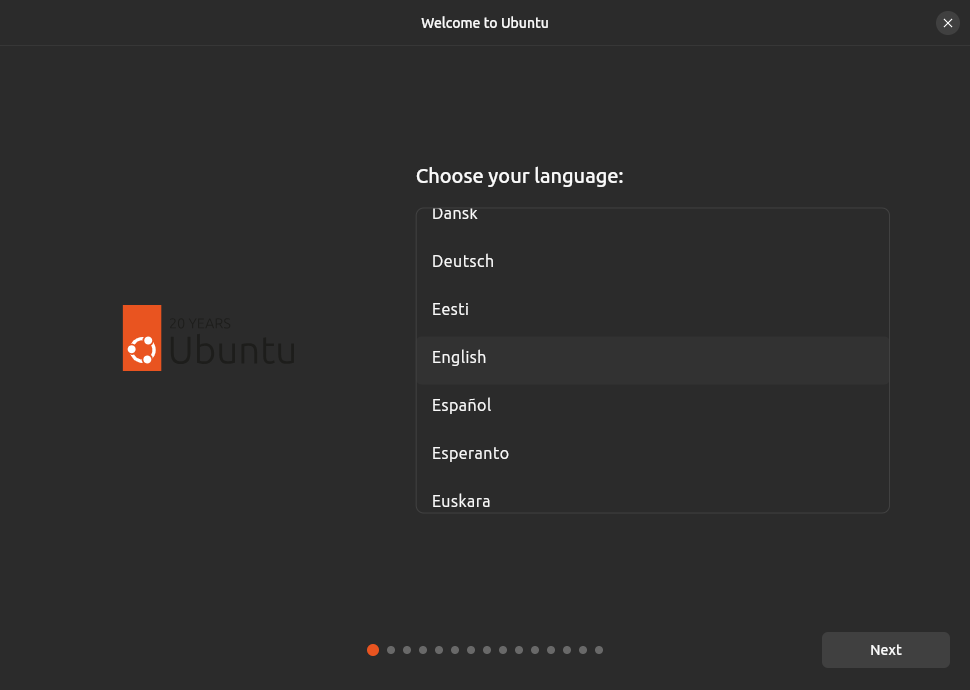 Welcome to Ubuntu
Choose your language:
Dansk
Deutsch
Eesti
English
Español
Esperanto
Euskara
20 YEARS
Ubuntu
Next